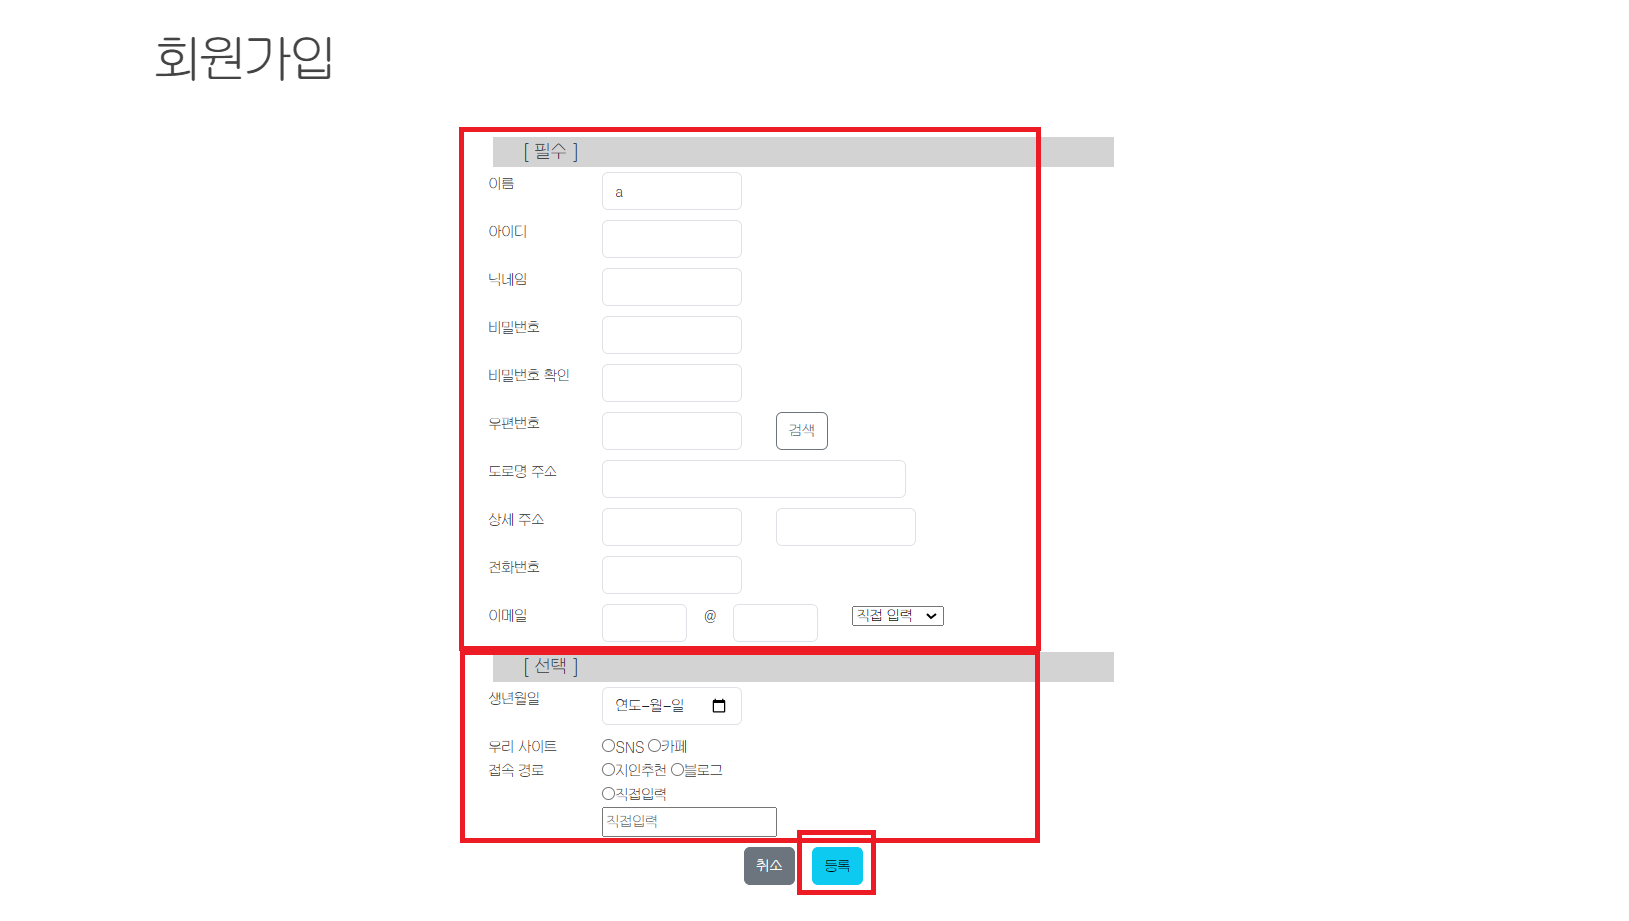 회원가입
[ 필수 ]
이름 a
아이디
닉네임
비밀번호
비밀번호 확인
우편번호 검색
도로명 주소
상세 주소
전화번호
이메일 @ 직접 입력
[ 선택 ]
생년월일 연도-월-일
우리 사이트 SNS 카페
접속 경로 지인추천 블로그
직접입력
직접입력
취소 등록